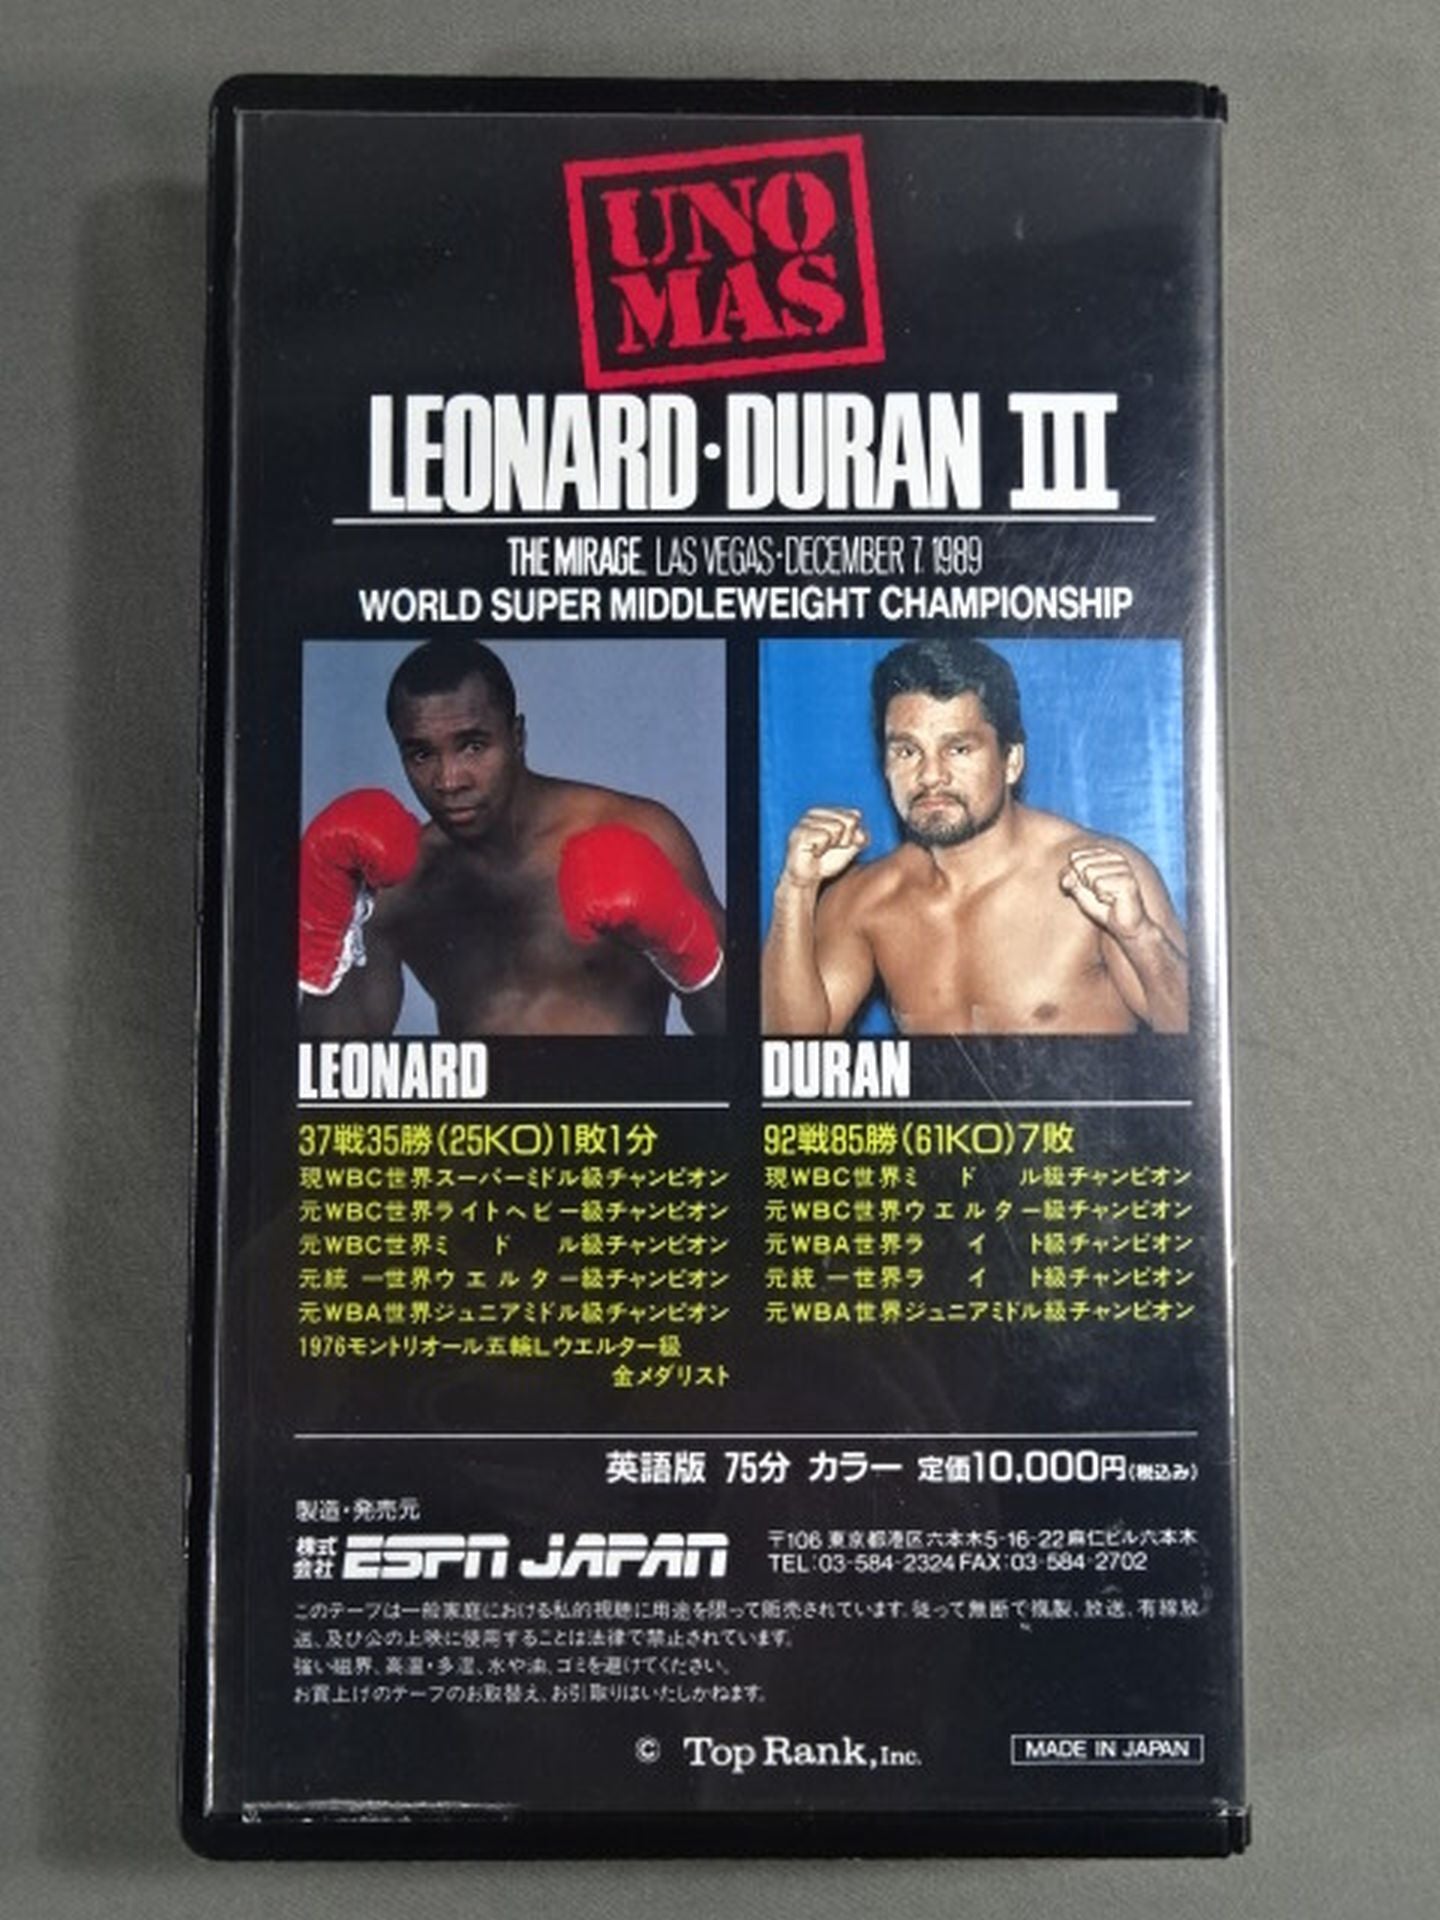 UNO
MAS
LEONARD·DURAN III
THE MIRAGE, LAS VEGAS·DECEMBER 7, 1989
WORLD SUPER MIDDLEWEIGHT CHAMPIONSHIP
LEONARD
37戦35勝(25KO)1敗1分
現WBC世界スーパーミドル級チャンピオン
元WBC世界ライトヘビー級チャンピオン
元WBC世界ミドル級チャンピオン
元統一世界ウエルター級チャンピオン
元WBA世界ジュニアミドル級チャンピオン
1976モントリオール五輪L.ウエルター級
金メダリスト
DURAN
92戦85勝(61KO)7敗
現WBC世界ミドル級チャンピオン
元WBC世界ウエルター級チャンピオン
元WBA世界ライト級チャンピオン
元統一世界ライト級チャンピオン
元WBA世界ジュニアミドル級チャンピオン
英語版 75分 カラー 定価10,000円(税込み)
製造・発売元
株式会社 ESPN JAPAN
〒106 東京都港区六本木5-16-22 麻仁ビル六本木
TEL:03-584-2324 FAX:03-584-2702
このテープは一般家庭における私的視聴に用途を限って販売されています。従って無断で複製、放送、有線放
送、及び公の上映に使用することは法律で禁止されています。
強い磁界、高温・多湿、水や油、ゴミを避けてください。
お買上げのテープのお取替え、お引取りはいたしかねます。
© Top Rank, Inc.
MADE IN JAPAN